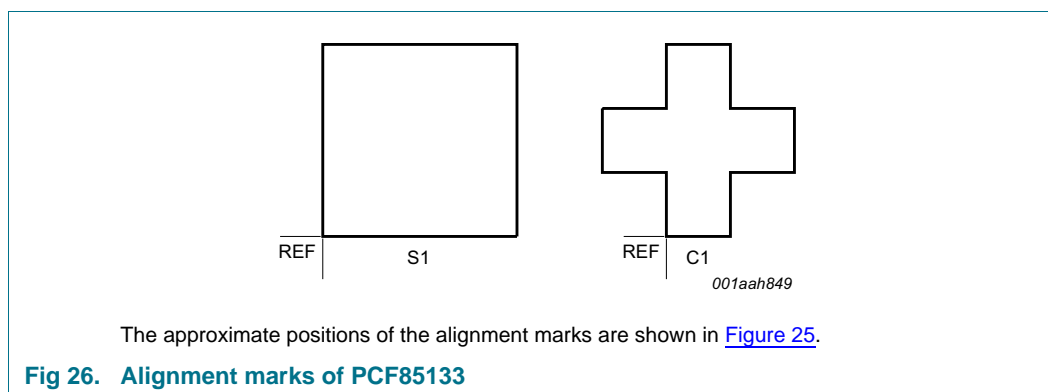 REF
S1
REF
C1
001aah849
The approximate positions of the alignment marks are shown in Figure 25.
Fig 26. Alignment marks of PCF85133